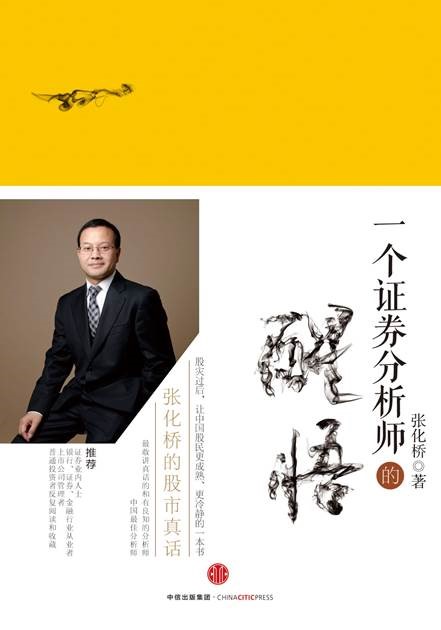 一个证券分析师的
醒悟
张化桥◎著
股灾过后，让中国股民更成熟、更冷静的一本书
张化桥的股市真话
最敢讲真话的和有良知的分析师
中国最佳分析师
推荐
证券业内人士
银行、证券、金融行业从业者
上市公司管理者
普通投资者反复阅读和收藏
中信出版集团·CHINACITICPRESS